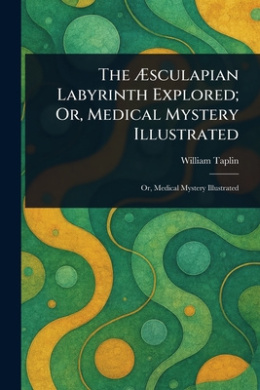 The Æsculapian
Labyrinth Explored;
Or, Medical Mystery
Illustrated
William Taplin
Or, Medical Mystery Illustrated